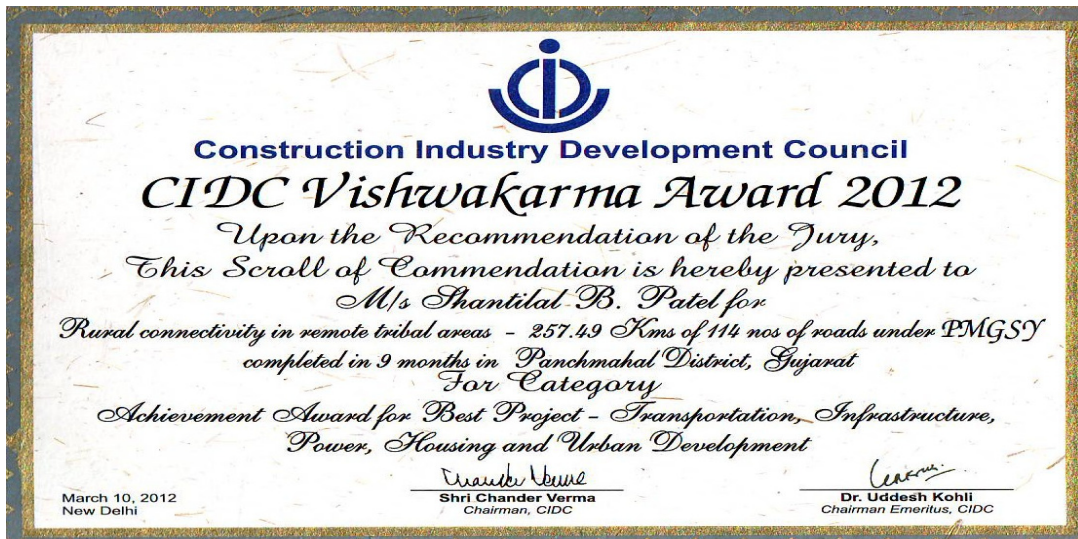 Construction Industry Development Council
CIDC Vishwakarma Award 2012
Upon the Recommendation of the Jury,
This Scroll of Commendation is hereby presented to
M/s Shantilal B. Patel for
Rural connectivity in remote tribal areas - 257.49 Kms of 114 nos of roads under PMGSY
completed in 9 months in Panchmahal District, Gujarat
For Category
Achievement Award for Best Project - Transportation, Infrastructure,
Power, Housing and Urban Development
March 10, 2012
New Delhi
Shri Chander Verma
Chairman, CIDC
Dr. Uddesh Kohli
Chairman Emeritus, CIDC